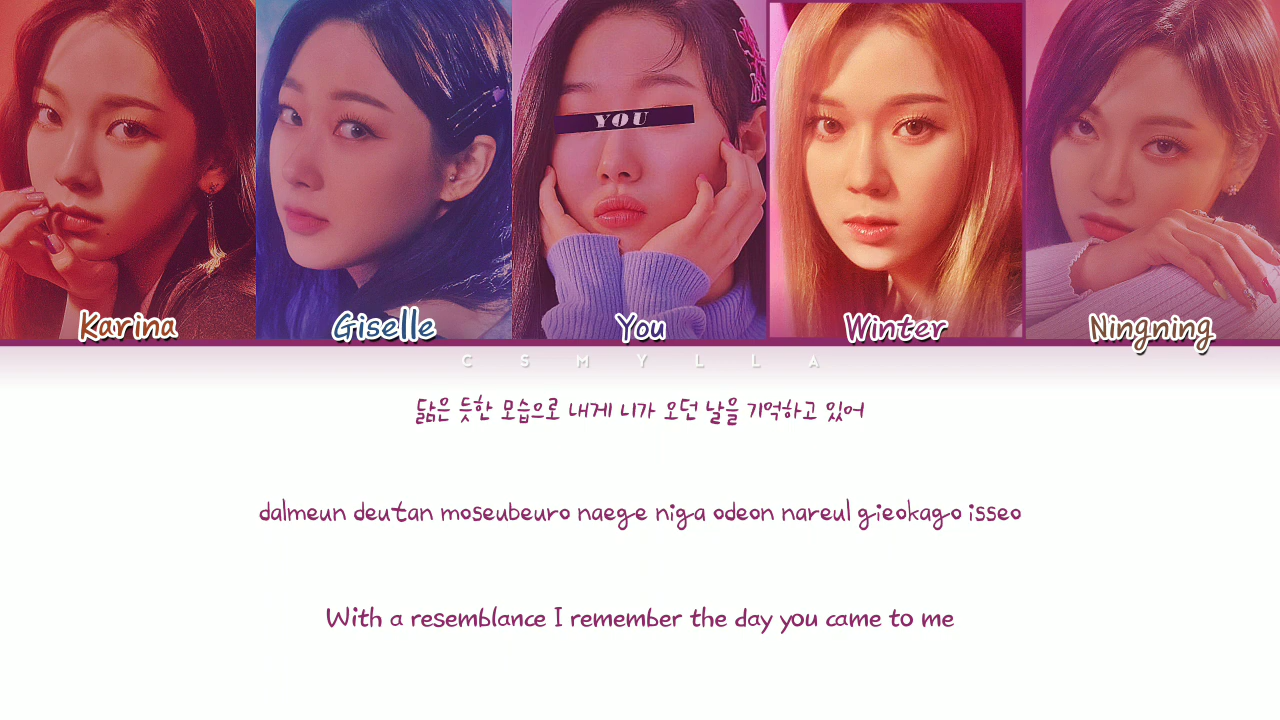 YOU
Karina Giselle You Winter Ningning
CSMYLLA
닮은 듯한 모습으로 내게 니가 오던 날을 기억하고 있어
dalmeun deutan moseubeuro naege niga odeon nareul gieokago isseo
With a resemblance I remember the day you came to me